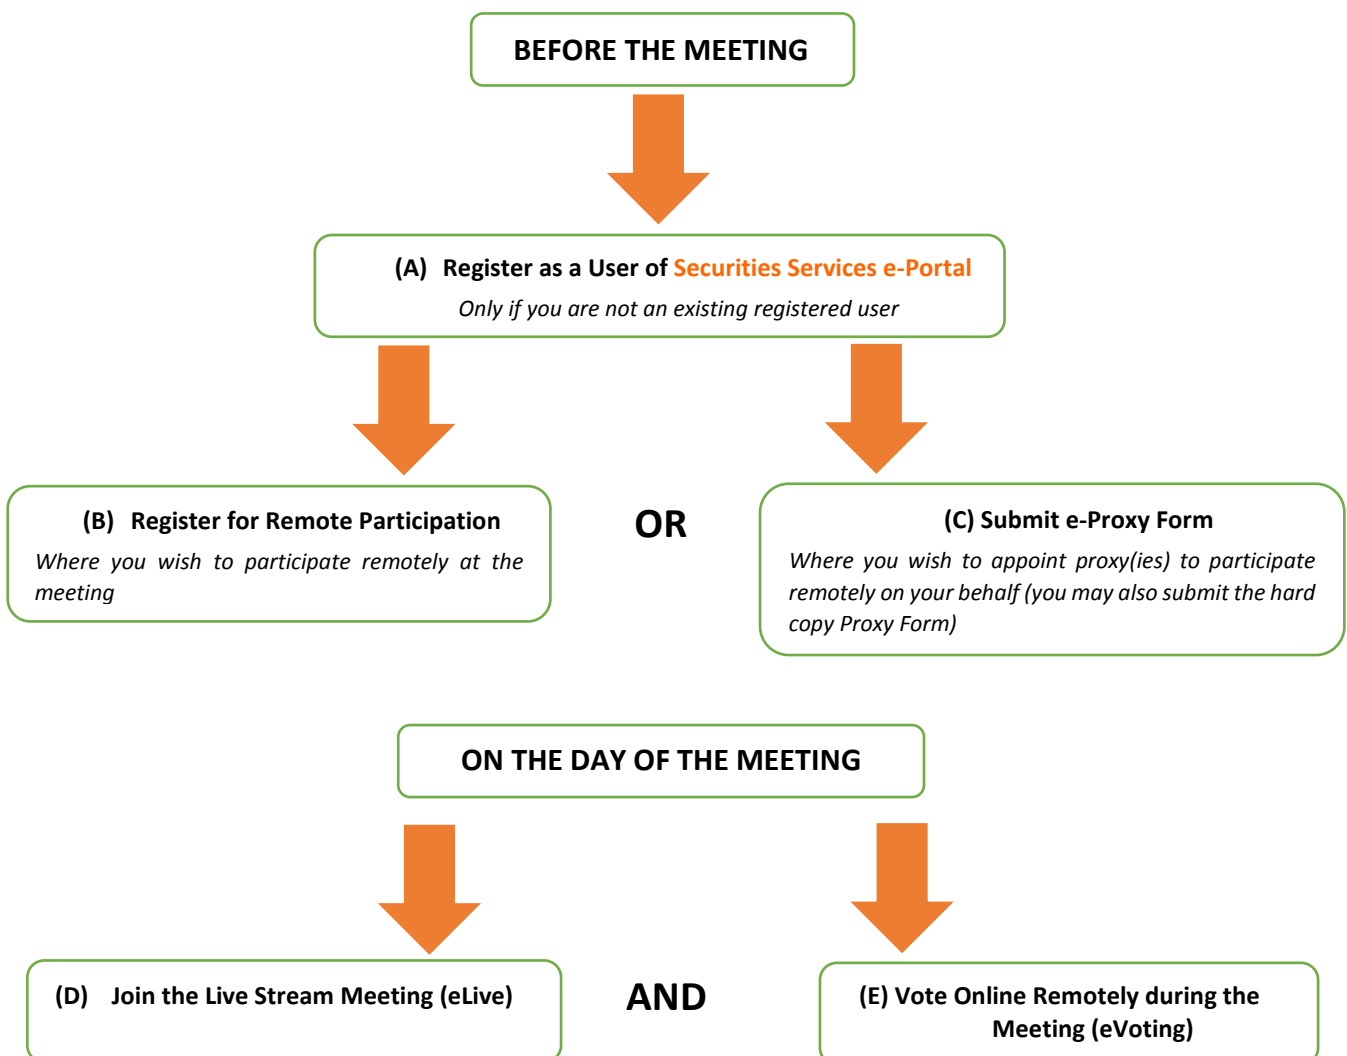 BEFORE THE MEETING
(A) Register as a User of Securities Services e-Portal
Only if you are not an existing registered user
(B) Register for Remote Participation
Where you wish to participate remotely at the
meeting
OR
(C) Submit e-Proxy Form
Where you wish to appoint proxy(ies) to participate
remotely on your behalf (you may also submit the hard
copy Proxy Form)
ON THE DAY OF THE MEETING
(D) Join the Live Stream Meeting (eLive)
AND
(E) Vote Online Remotely during the
Meeting (eVoting)